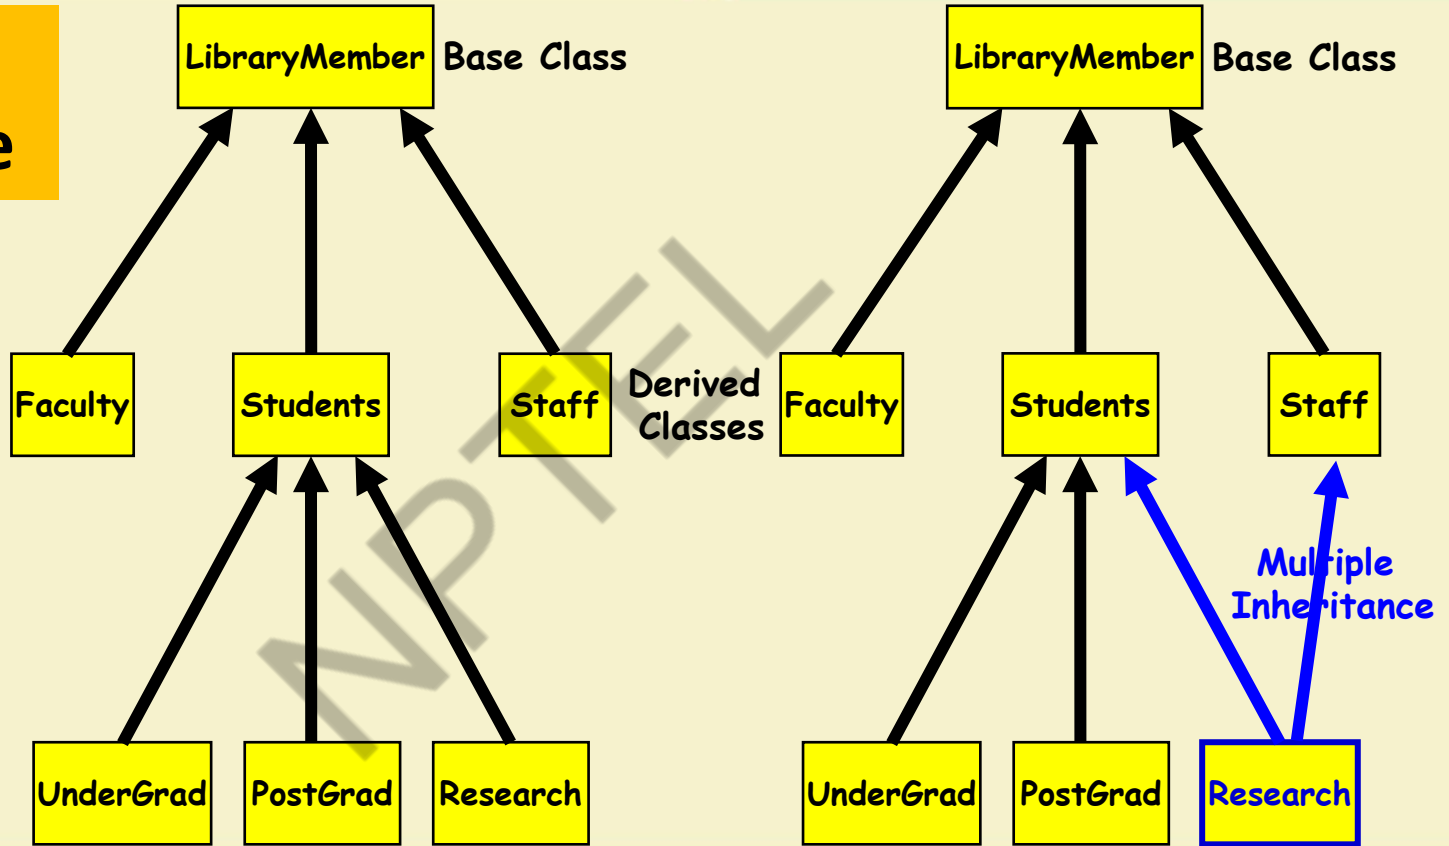 e
LibraryMember Base Class
Faculty
Students
Staff
Derived
Classes
UnderGrad
PostGrad
Research
LibraryMember Base Class
Faculty
Students
Staff
Multiple
Inheritance
UnderGrad
PostGrad
Research
NPTEL